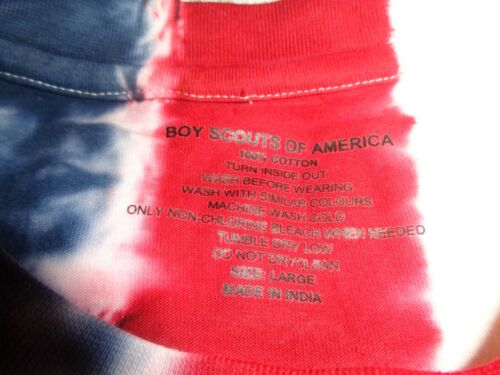 BOY SCOUTS OF AMERICA
100% COTTON
TURN INSIDE OUT
WASH BEFORE WEARING
WASH WITH SIMILAR COLOURS
MACHINE WASH COLD
ONLY NON-CHLORINE BLEACH WHEN NEEDED
TUMBLE DRY LOW
DO NOT DRYCLEAN
SIZE: LARGE
MADE IN INDIA